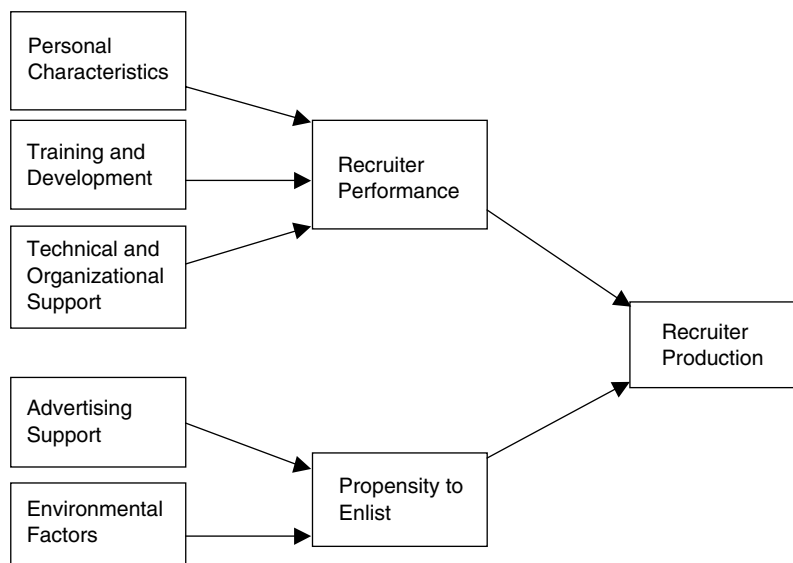 Personal
Characteristics
Training and
Development
Technical and
Organizational
Support
Recruiter
Performance
Recruiter
Production
Advertising
Support
Environmental
Factors
Propensity to
Enlist